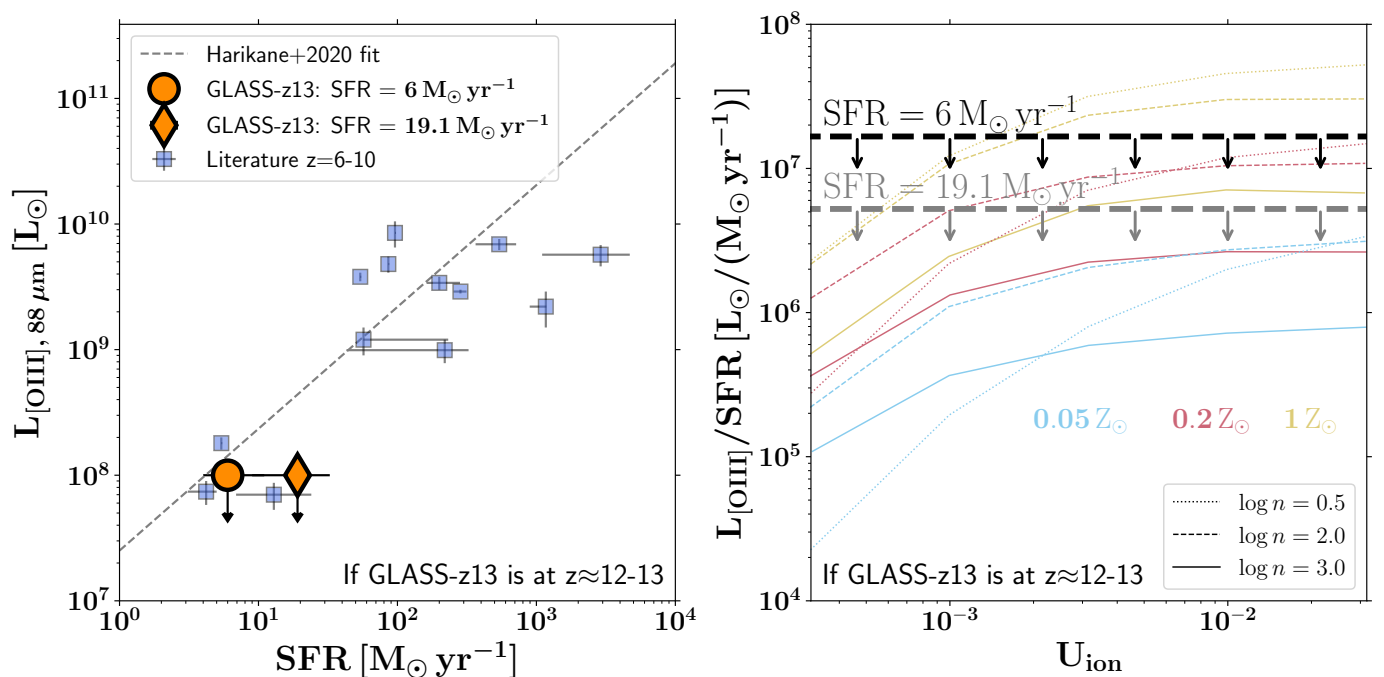 Harikane+2020 fit
GLASS-z13: SFR = 6 M⊙ yr⁻¹
GLASS-z13: SFR = 19.1 M⊙ yr⁻¹
Literature z=6-10
10¹¹
10¹⁰
10⁹
10⁸
10⁷
L[OIII], 88 μm [L⊙]
If GLASS-z13 is at z≈12-13
10⁰
10¹
10²
10³
10⁴
SFR [M⊙ yr⁻¹]
10⁸
10⁷
10⁶
10⁵
10⁴
L[OIII]/SFR [L⊙/(M⊙ yr⁻¹)]
SFR = 6 M⊙ yr⁻¹
SFR = 19.1 M⊙ yr⁻¹
0.05 Z⊙ 0.2 Z⊙ 1 Z⊙
log n = 0.5
log n = 2.0
log n = 3.0
If GLASS-z13 is at z≈12-13
10⁻³
10⁻²
Uion